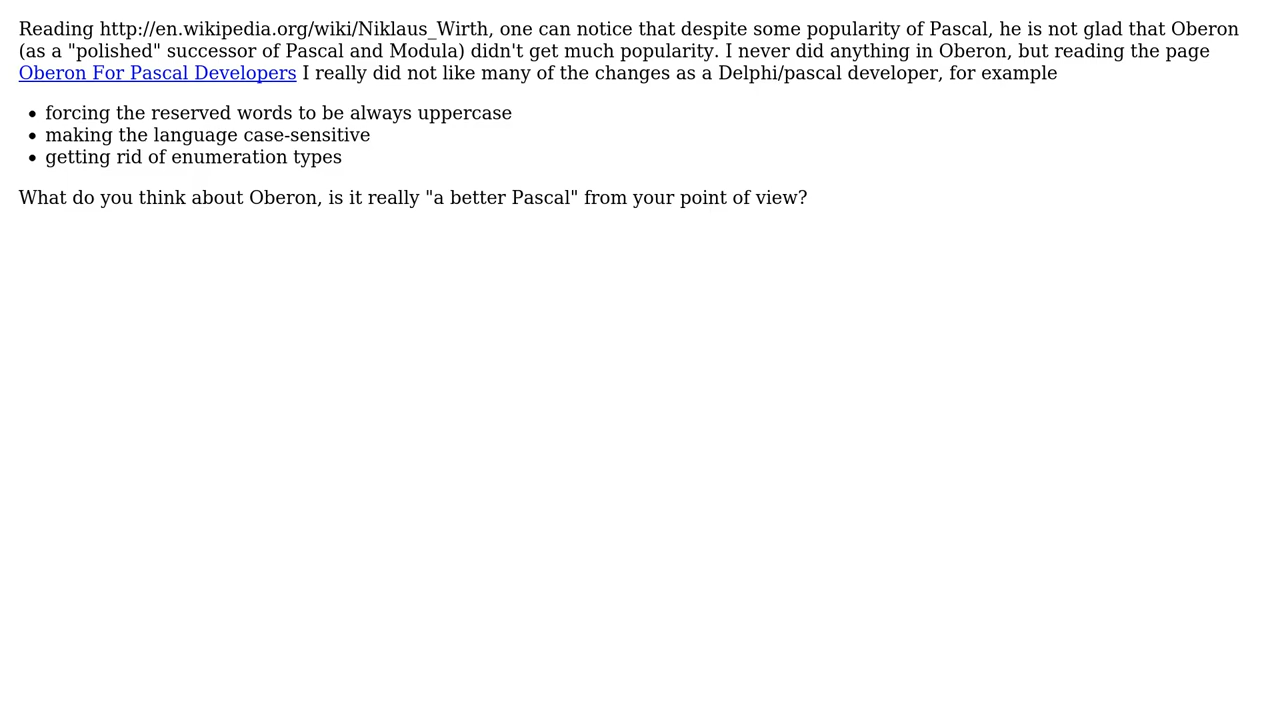 Reading http://en.wikipedia.org/wiki/Niklaus_Wirth, one can notice that despite some popularity of Pascal, he is not glad that Oberon
(as a "polished" successor of Pascal and Modula) didn't get much popularity. I never did anything in Oberon, but reading the page
Oberon For Pascal Developers I really did not like many of the changes as a Delphi/pascal developer, for example
• forcing the reserved words to be always uppercase
• making the language case-sensitive
• getting rid of enumeration types
What do you think about Oberon, is it really "a better Pascal" from your point of view?